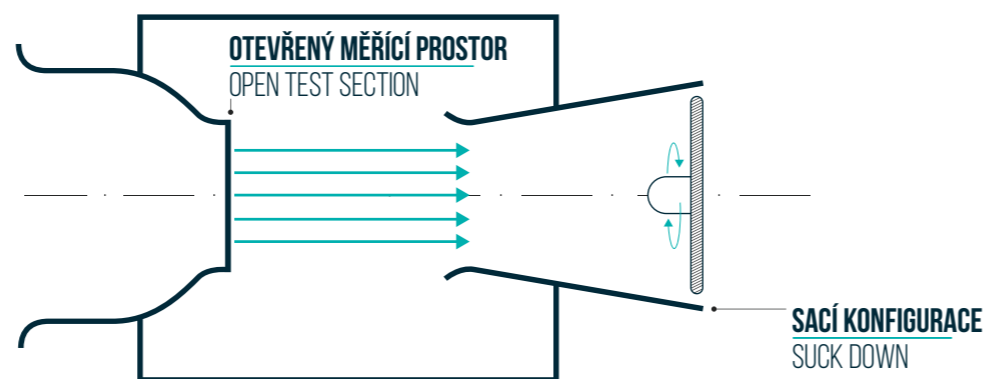 OTEVŘENÝ MĚŘÍCÍ PROSTOR
OPEN TEST SECTION
SACÍ KONFIGURACE
SUCK DOWN